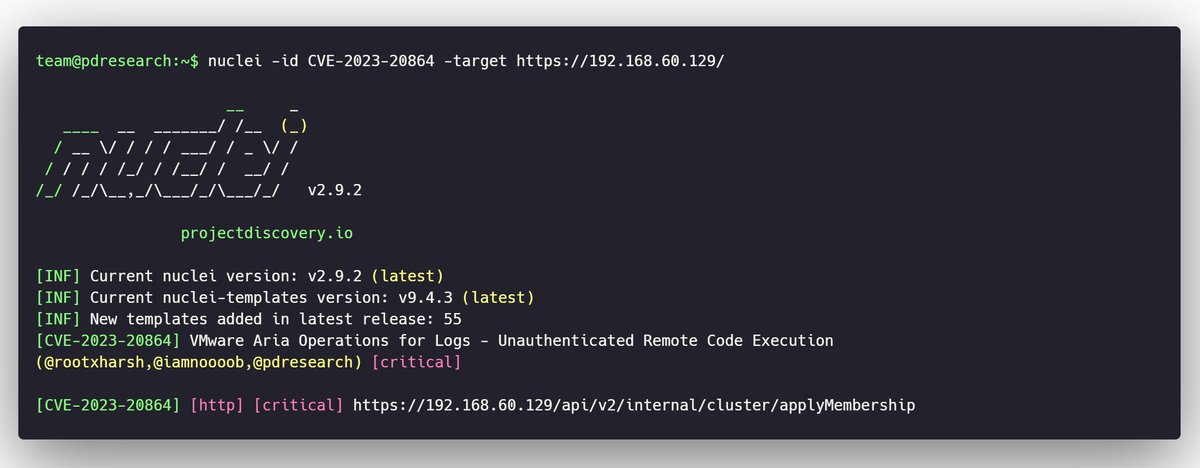 team@pdresearch:~$ nuclei -id CVE-2023-20864 -target https://192.168.60.129/
                     __     _
   ____  __  _______/ /__  (_)
  / __ \/ / / / ___/ / _ \/ /
 / / / / /_/ / /__/ /  __/ /
/_/ /_/\__,_/\___/_/\___/_/   v2.9.2
projectdiscovery.io
[INF] Current nuclei version: v2.9.2 (latest)
[INF] Current nuclei-templates version: v9.4.3 (latest)
[INF] New templates added in latest release: 55
[CVE-2023-20864] VMware Aria Operations for Logs - Unauthenticated Remote Code Execution
(@rootxharsh,@iamnoooob,@pdresearch) [critical]
[CVE-2023-20864] [http] [critical] https://192.168.60.129/api/v2/internal/cluster/applyMembership